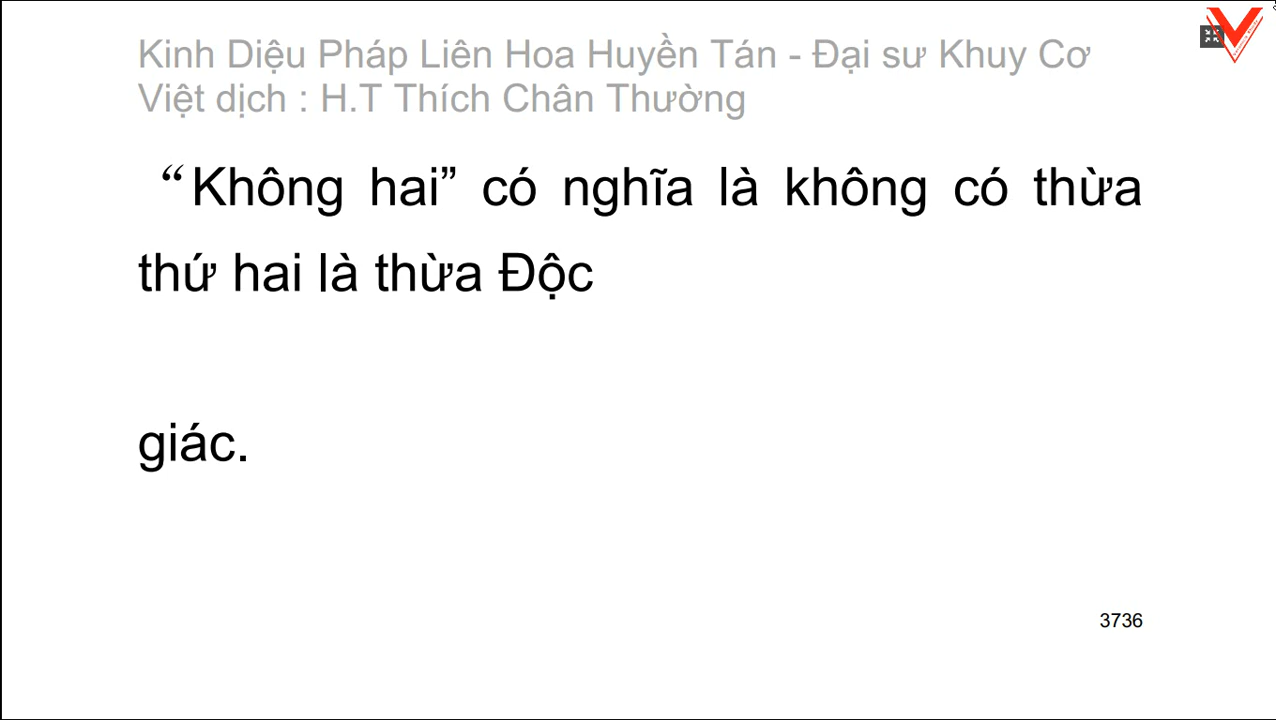 Kinh Diệu Pháp Liên Hoa Huyền Tán - Đại sư Khuy Cơ
Việt dịch : H.T Thích Chân Thường
“Không hai” có nghĩa là không có thừa
thứ hai là thừa Độc
giác.
3736